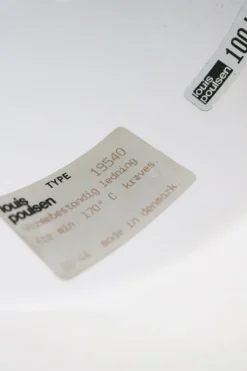 louis
poulsen
100
louis
poulsen
TYPE 19540
Varmebestandig ledning
for min 170° C kræves.
made in denmark